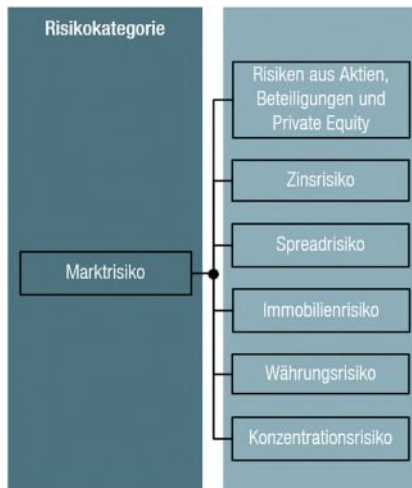 Risikokategorie
Marktrisiko
Risiken aus Aktien,
Beteiligungen und
Private Equity
Zinsrisiko
Spreadrisiko
Immobilienrisiko
Währungsrisiko
Konzentrationsrisiko